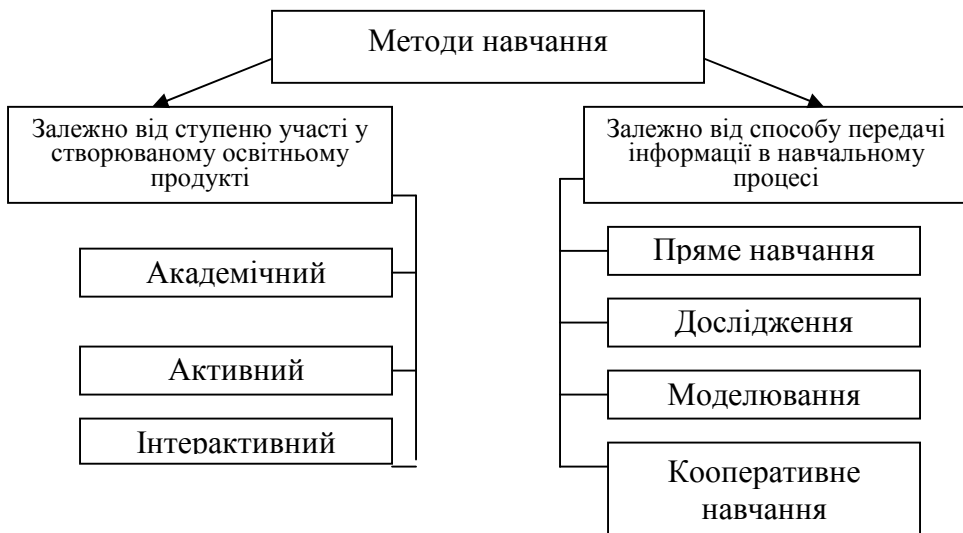 Методи навчання
Залежно від ступеню участі у
створюваному освітньому
продукті
Академічний
Активний
Інтерактивний
Залежно від способу передачі
інформації в навчальному
процесі
Пряме навчання
Дослідження
Моделювання
Кооперативне
навчання